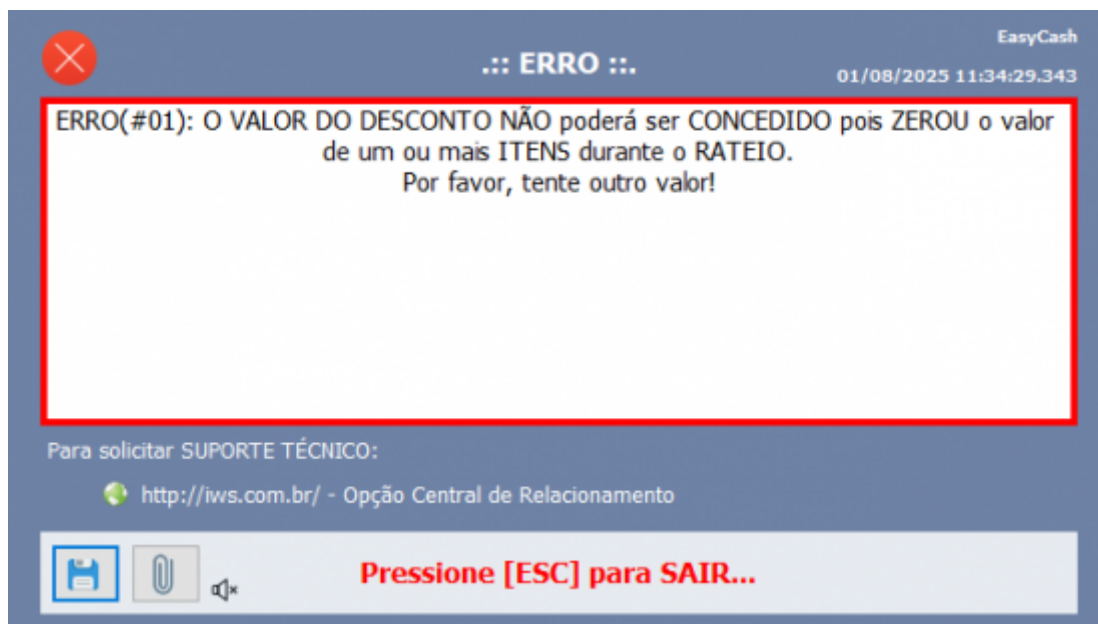 EasyCash
.:: ERRO ::.
01/08/2025 11:34:29.343
ERRO(#01): O VALOR DO DESCONTO NÃO poderá ser CONCEDIDO pois ZEROU o valor
de um ou mais ITENS durante o RATEIO.
Por favor, tente outro valor!
Para solicitar SUPORTE TÉCNICO:
http://iws.com.br/ - Opção Central de Relacionamento
Pressione [ESC] para SAIR...